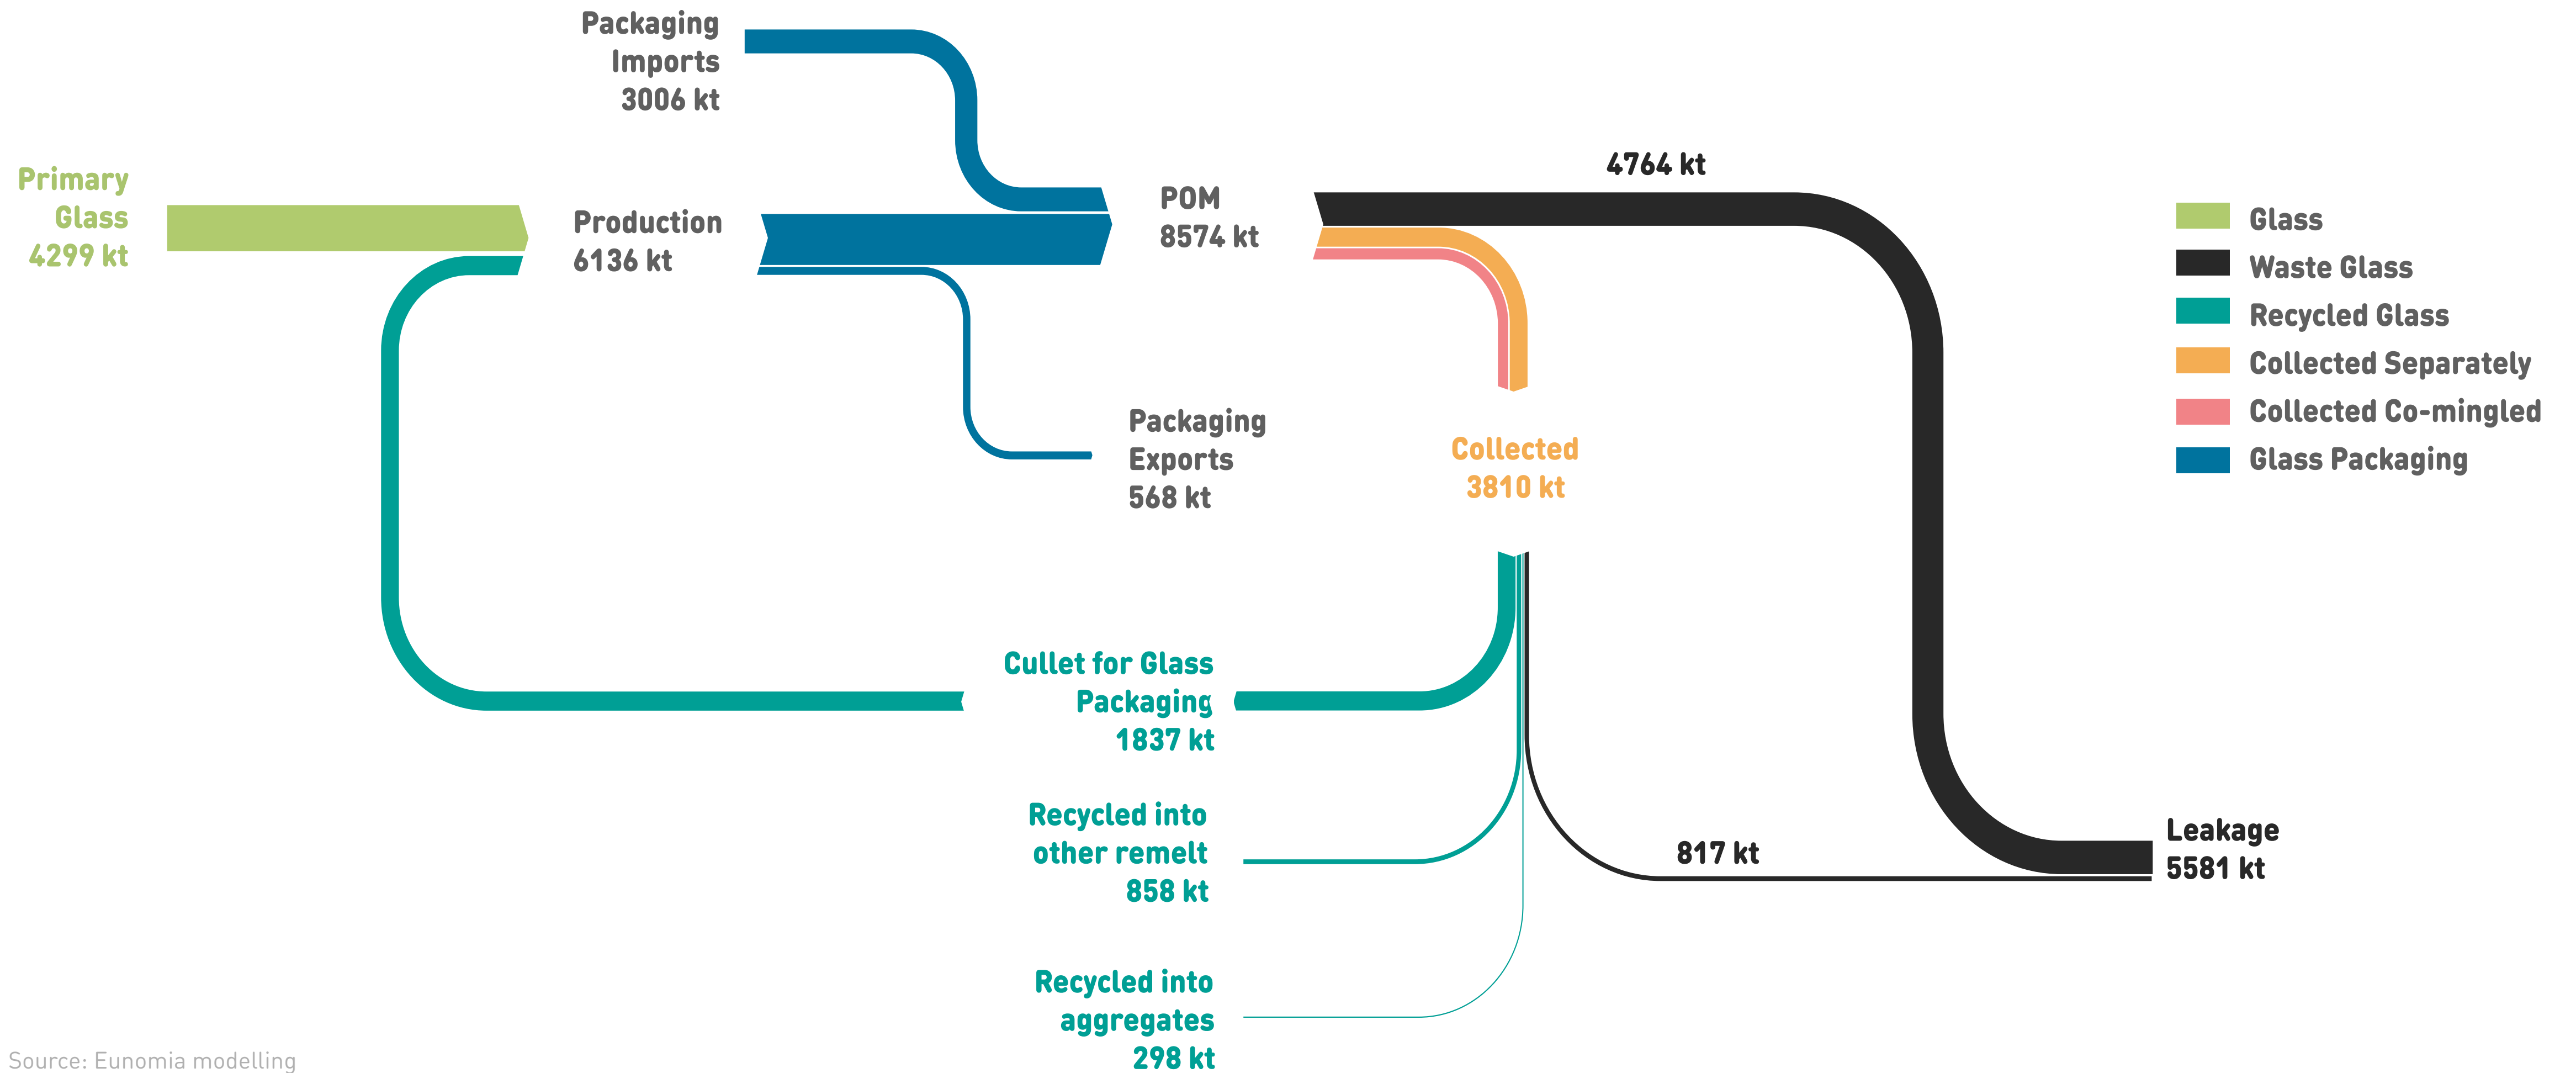 Packaging
Imports
3006 kt
Primary
Glass
4299 kt
Production
6136 kt
POM
8574 kt
4764 kt
Glass
Waste Glass
Recycled Glass
Collected Separately
Collected Co-mingled
Glass Packaging
Packaging
Exports
568 kt
Collected
3810 kt
Cullet for Glass
Packaging
1837 kt
Recycled into
other remelt
858 kt
817 kt
Leakage
5581 kt
Recycled into
aggregates
298 kt
Source: Eunomia modelling